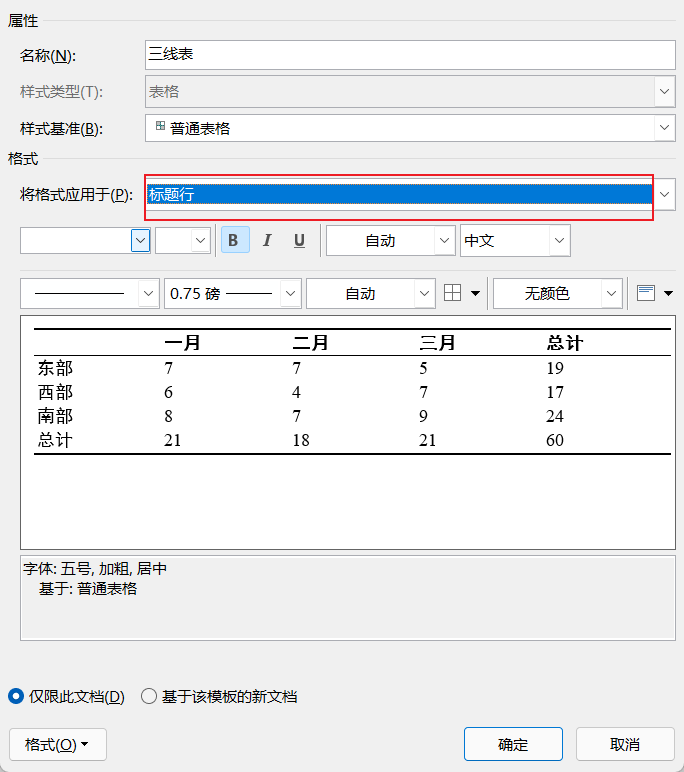 属性
名称(N): 三线表
样式类型(T): 表格
样式基准(B): 普通表格
格式
将格式应用于(P): 标题行
B I U 自动 中文
0.75 磅 自动 无颜色
一月 二月 三月 总计
东部 7 7 5 19
西部 6 4 7 17
南部 8 7 9 24
总计 21 18 21 60
字体: 五号, 加粗, 居中
基于: 普通表格
仅限此文档(D) 基于该模板的新文档
格式(O) 确定 取消